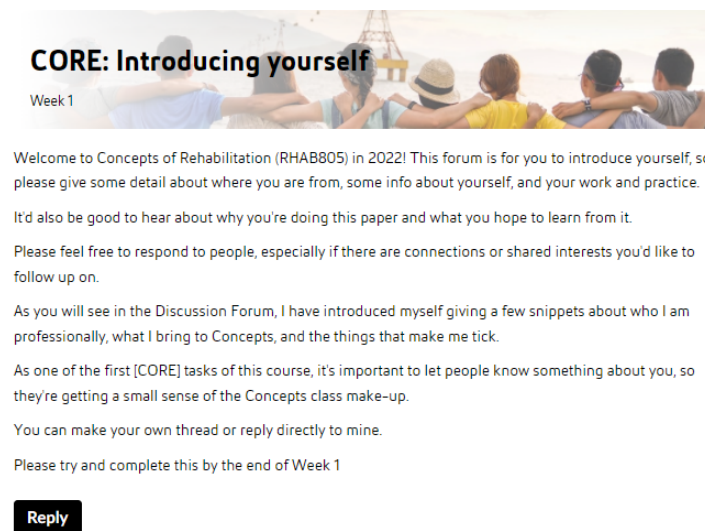 CORE: Introducing yourself
Week 1
Welcome to Concepts of Rehabilitation (RHAB805) in 2022! This forum is for you to introduce yourself, so
please give some detail about where you are from, some info about yourself, and your work and practice.
It'd also be good to hear about why you're doing this paper and what you hope to learn from it.
Please feel free to respond to people, especially if there are connections or shared interests you'd like to
follow up on.
As you will see in the Discussion Forum, I have introduced myself giving a few snippets about who I am
professionally, what I bring to Concepts, and the things that make me tick.
As one of the first [CORE] tasks of this course, it's important to let people know something about you, so
they're getting a small sense of the Concepts class make-up.
You can make your own thread or reply directly to mine.
Please try and complete this by the end of Week 1
Reply